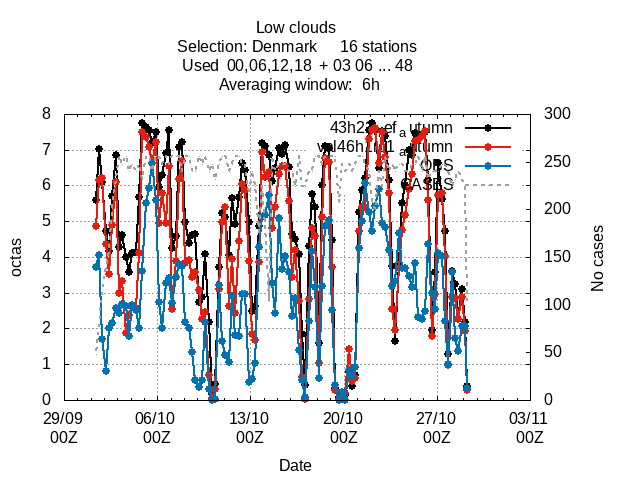 Low clouds
Selection: Denmark 16 stations
Used 00,06,12,18 + 03 06 ... 48
Averaging window: 6h
8
7
6
5
4
3
2
1
0
octas
300
250
200
150
100
50
0
No cases
OBS
CASES
29/09 06/10 13/10 20/10 27/10 03/11
00Z 00Z 00Z 00Z 00Z 00Z
Date